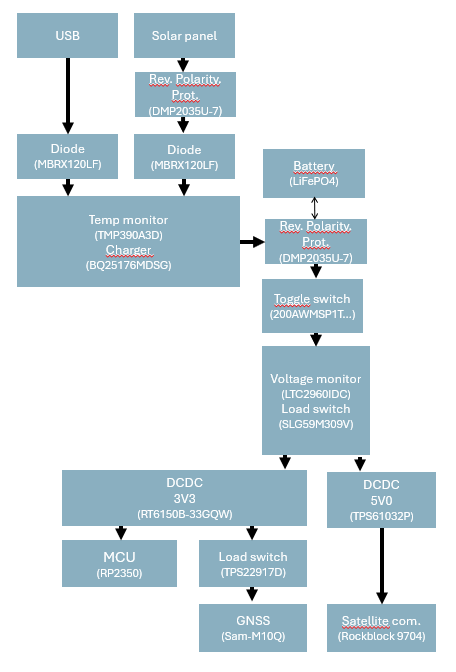 USB
Solar panel
Rev. Polarity.
Prot.
(DMP2035U-7)
Diode
(MBRX120LF)
Diode
(MBRX120LF)
Battery
(LiFePO4)
Temp monitor
(TMP390A3D)
Charger
(BQ25176MDSG)
Rev. Polarity.
Prot.
(DMP2035U-7)
Toggle switch
(200AWMSP1T...)
Voltage monitor
(LTC2960IDC)
Load switch
(SLG59M309V)
DCDC
3V3
(RT6150B-33GQW)
DCDC
5V0
(TPS61032P)
MCU
(RP2350)
Load switch
(TPS22917D)
GNSS
(Sam-M10Q)
Satellite com.
(Rockblock 9704)